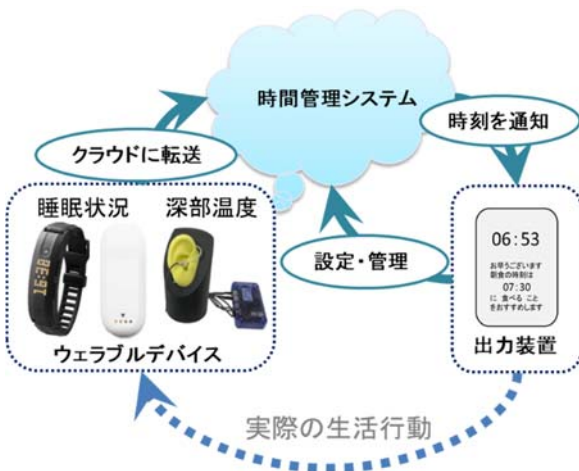 時間管理システム
時刻を通知
クラウドに転送
睡眠状況
深部温度
16:38
設定・管理
06:53
お早うございます
朝食の時刻は
07:30
に 食べる こと
をおすすめします
ウェラブルデバイス
出力装置
実際の生活行動